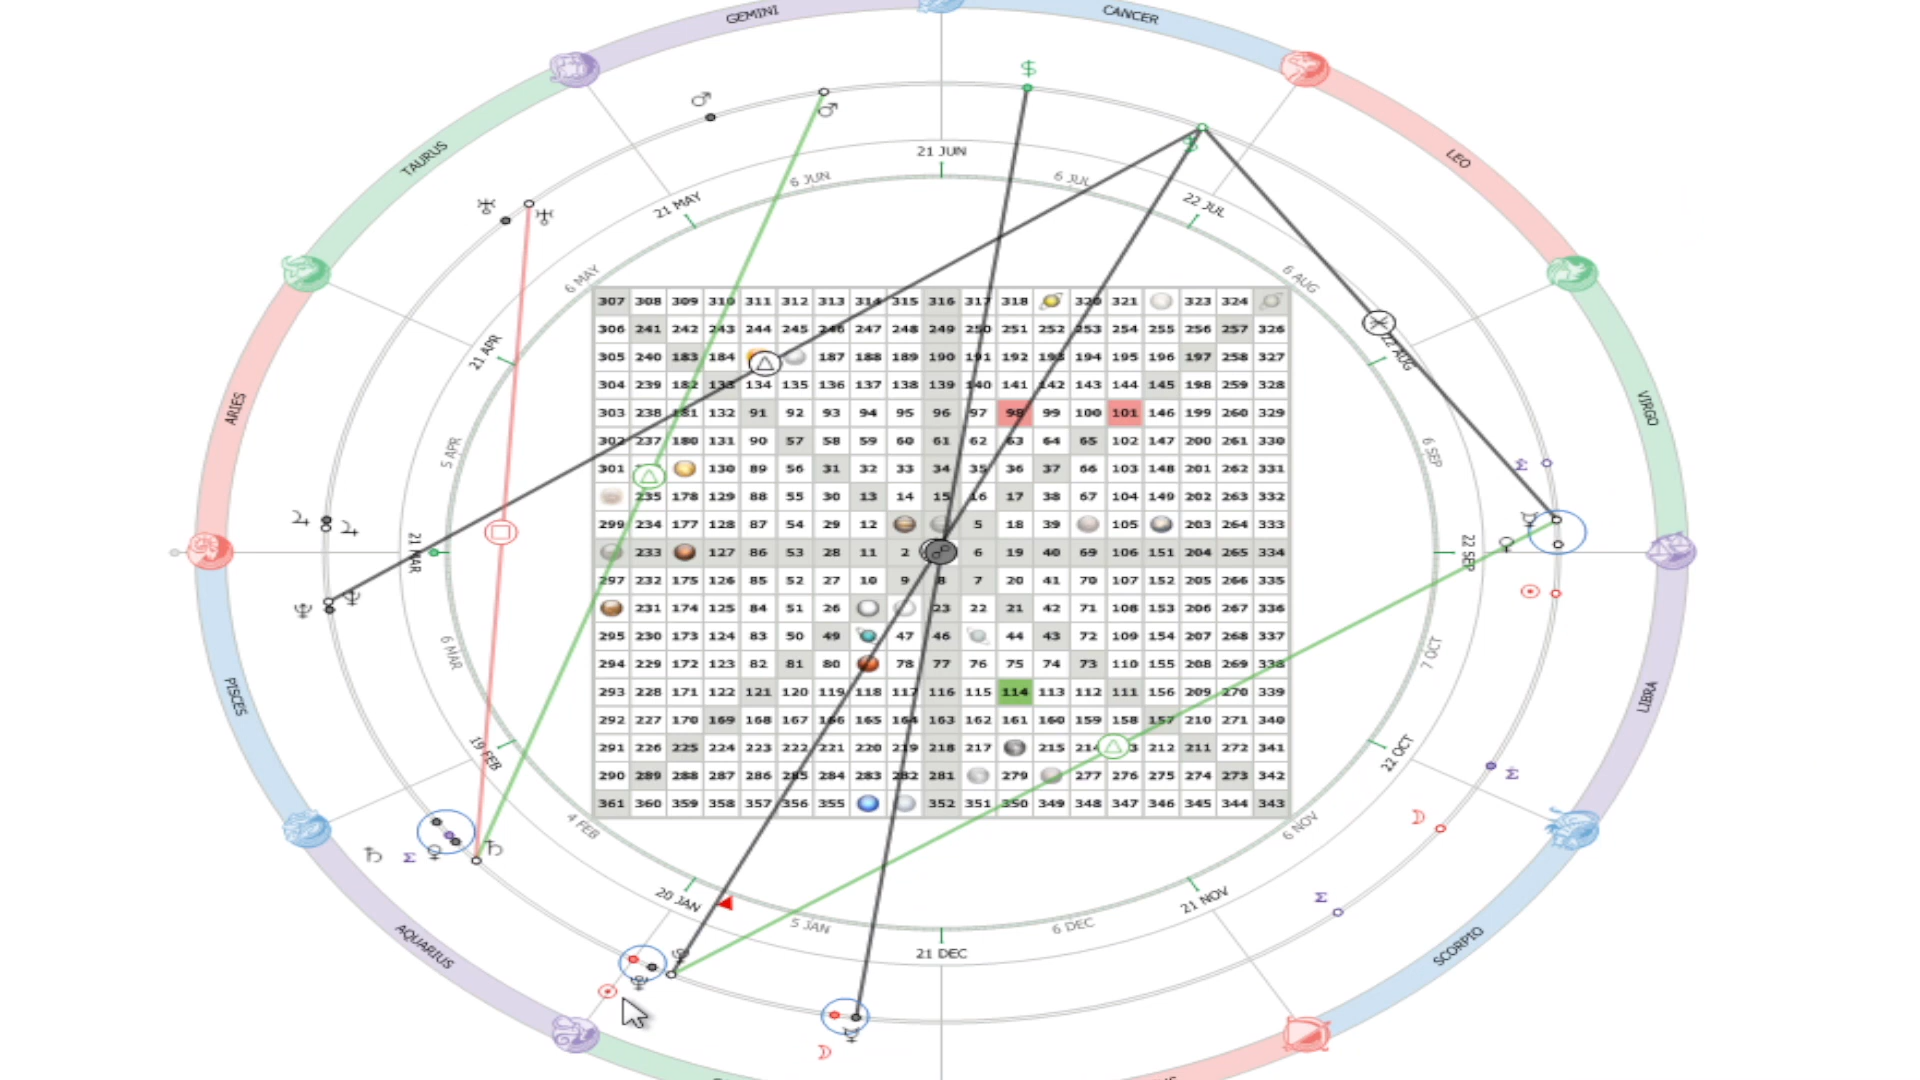 GEMINI
CANCER
TAURUS
LEO
ARIES
VIRGO
PISCES
LIBRA
AQUARIUS
SCORPIO
$
$
21 JUN
6 JUN
6 JUL
21 MAY
22 JUL
6 MAY
6 AUG
21 APR
22 AUG
5 APR
6 SEP
21 MAR
22 SEP
6 MAR
7 OCT
19 FEB
22 OCT
4 FEB
6 NOV
20 JAN
21 NOV
5 JAN
6 DEC
21 DEC
Σ
Σ
Σ
Σ
307 308 309 310 311 312 313 314 315 316 317 318 320 321 323 324
306 241 242 243 244 245 246 247 248 249 250 251 252 253 254 255 256 257 326
305 240 183 184 187 188 189 190 191 192 193 194 195 196 197 258 327
304 239 182 133 134 135 136 137 138 139 140 141 142 143 144 145 198 259 328
303 238 181 132 91 92 93 94 95 96 97 98 99 100 101 146 199 260 329
302 237 180 131 90 57 58 59 60 61 62 63 64 65 102 147 200 261 330
301 130 89 56 31 32 33 34 35 36 37 66 103 148 201 262 331
235 178 129 88 55 30 13 14 15 16 17 38 67 104 149 202 263 332
299 234 177 128 87 54 29 12 5 18 39 105 203 264 333
233 127 86 53 28 11 2 6 19 40 69 106 151 204 265 334
297 232 175 126 85 52 27 10 9 8 7 20 41 70 107 152 205 266 335
231 174 125 84 51 26 23 22 21 42 71 108 153 206 267 336
295 230 173 124 83 50 49 47 46 44 43 72 109 154 207 268 337
294 229 172 123 82 81 80 78 77 76 75 74 73 110 155 208 269 338
293 228 171 122 121 120 119 118 117 116 115 114 113 112 111 156 209 270 339
292 227 170 169 168 167 166 165 164 163 162 161 160 159 158 157 210 271 340
291 226 225 224 223 222 221 220 219 218 217 215 214 212 211 272 341
290 289 288 287 286 285 284 283 282 281 279 277 276 275 274 273 342
361 360 359 358 357 356 355 352 351 350 349 348 347 346 345 344 343